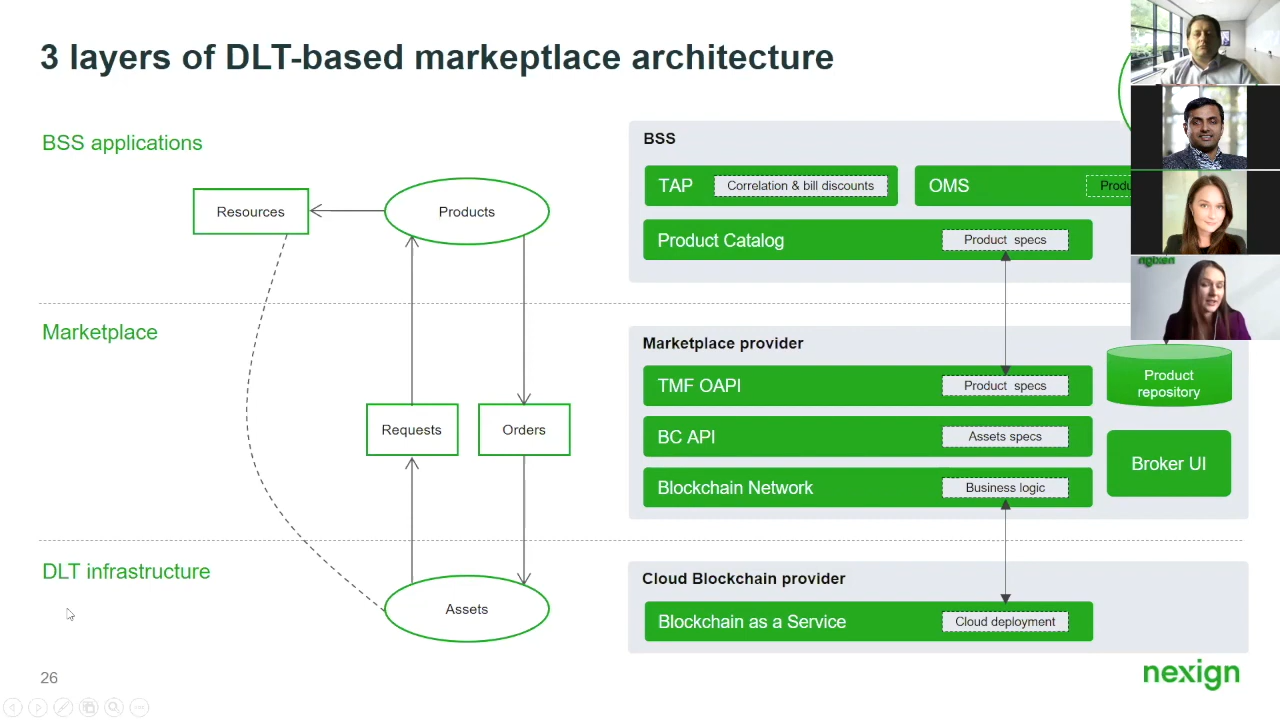 3 layers of DLT-based markeptlace architecture
BSS applications
Resources
Products
Marketplace
Requests
Orders
DLT infrastructure
Assets
BSS
TAP
Correlation & bill discounts
OMS
Product Catalog
Product specs
Marketplace provider
TMF OAPI
Product specs
BC API
Assets specs
Blockchain Network
Business logic
Product
repository
Broker UI
Cloud Blockchain provider
Blockchain as a Service
Cloud deployment
26
nexign